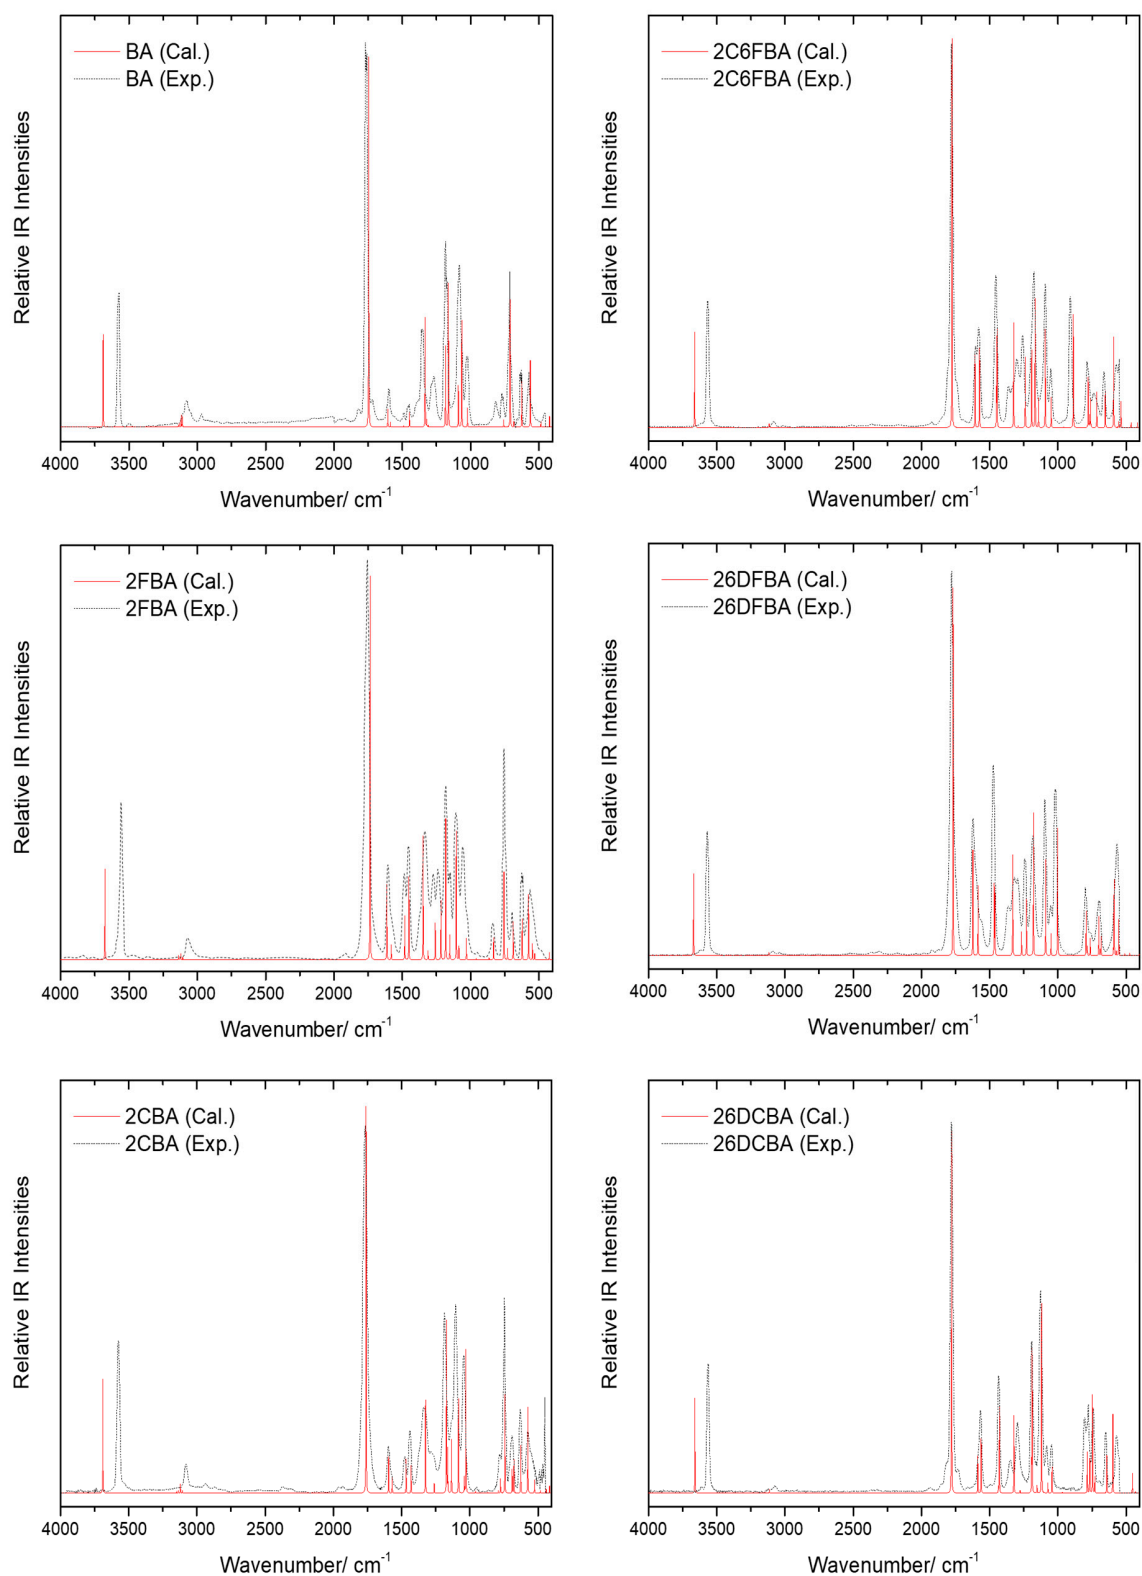 BA (Cal.)
BA (Exp.)
Relative IR Intensities
4000 3500 3000 2500 2000 1500 1000 500
Wavenumber/ cm-1
2C6FBA (Cal.)
2C6FBA (Exp.)
Relative IR Intensities
4000 3500 3000 2500 2000 1500 1000 500
Wavenumber/ cm-1
2FBA (Cal.)
2FBA (Exp.)
Relative IR Intensities
4000 3500 3000 2500 2000 1500 1000 500
Wavenumber/ cm-1
26DFBA (Cal.)
26DFBA (Exp.)
Relative IR Intensities
4000 3500 3000 2500 2000 1500 1000 500
Wavenumber/ cm-1
2CBA (Cal.)
2CBA (Exp.)
Relative IR Intensities
4000 3500 3000 2500 2000 1500 1000 500
Wavenumber/ cm-1
26DCBA (Cal.)
26DCBA (Exp.)
Relative IR Intensities
4000 3500 3000 2500 2000 1500 1000 500
Wavenumber/ cm-1